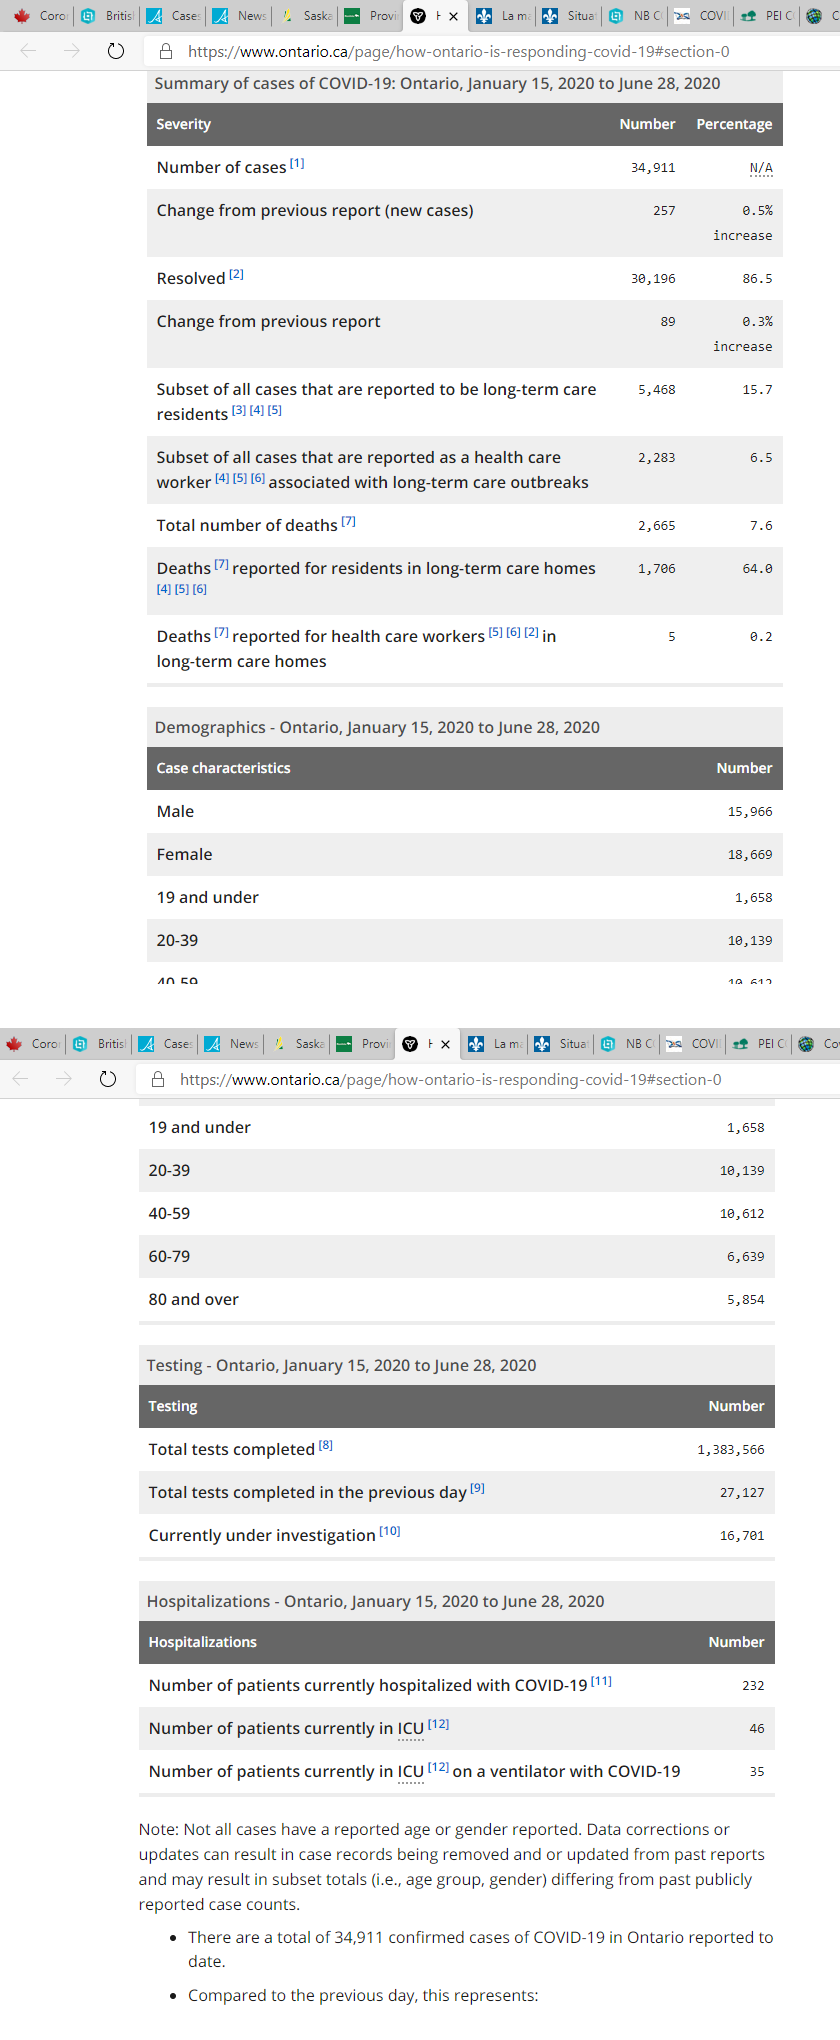 Coro Britis Cases News Saska Provi H La ma Situa NB C COVI PEI C C
https://www.ontario.ca/page/how-ontario-is-responding-covid-19#section-0
Summary of cases of COVID-19: Ontario, January 15, 2020 to June 28, 2020
Severity Number Percentage
Number of cases [1] 34,911 N/A
Change from previous report (new cases) 257 0.5%
increase
Resolved [2] 30,196 86.5
Change from previous report 89 0.3%
increase
Subset of all cases that are reported to be long-term care 5,468 15.7
residents [3] [4] [5]
Subset of all cases that are reported as a health care 2,283 6.5
worker [4] [5] [6] associated with long-term care outbreaks
Total number of deaths [7] 2,665 7.6
Deaths [7] reported for residents in long-term care homes 1,706 64.0
[4] [5] [6]
Deaths [7] reported for health care workers [5] [6] [2] in 5 0.2
long-term care homes
Demographics - Ontario, January 15, 2020 to June 28, 2020
Case characteristics Number
Male 15,966
Female 18,669
19 and under 1,658
20-39 10,139
40-59 10,612
Coro Britis Cases News Saska Provi H La ma Situa NB C COVI PEI C Co
https://www.ontario.ca/page/how-ontario-is-responding-covid-19#section-0
19 and under 1,658
20-39 10,139
40-59 10,612
60-79 6,639
80 and over 5,854
Testing - Ontario, January 15, 2020 to June 28, 2020
Testing Number
Total tests completed [8] 1,383,566
Total tests completed in the previous day [9] 27,127
Currently under investigation [10] 16,701
Hospitalizations - Ontario, January 15, 2020 to June 28, 2020
Hospitalizations Number
Number of patients currently hospitalized with COVID-19 [11] 232
Number of patients currently in ICU [12] 46
Number of patients currently in ICU [12] on a ventilator with COVID-19 35
Note: Not all cases have a reported age or gender reported. Data corrections or
updates can result in case records being removed and or updated from past reports
and may result in subset totals (i.e., age group, gender) differing from past publicly
reported case counts.
• There are a total of 34,911 confirmed cases of COVID-19 in Ontario reported to
date.
• Compared to the previous day, this represents: